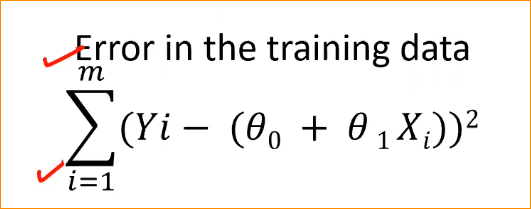 Error in the training data
m
∑(Yi − (θ₀ + θ₁Xᵢ))²
i=1